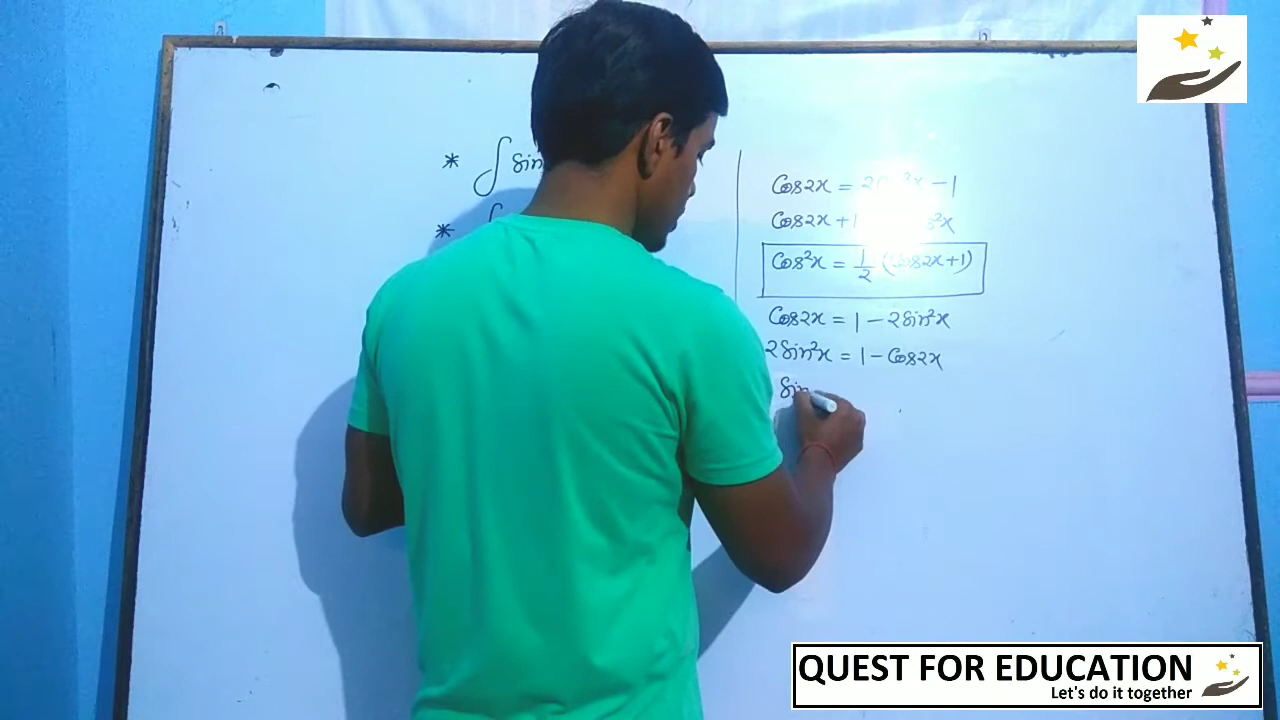 * ∫ sin
* ∫
cos2x = 2cos²x - 1
cos2x + 1 cos²x
cos²x = 1/2 (cos2x+1)
cos2x = 1 - 2sin²x
2sin²x = 1 - cos2x
sin
QUEST FOR EDUCATION
Let's do it together